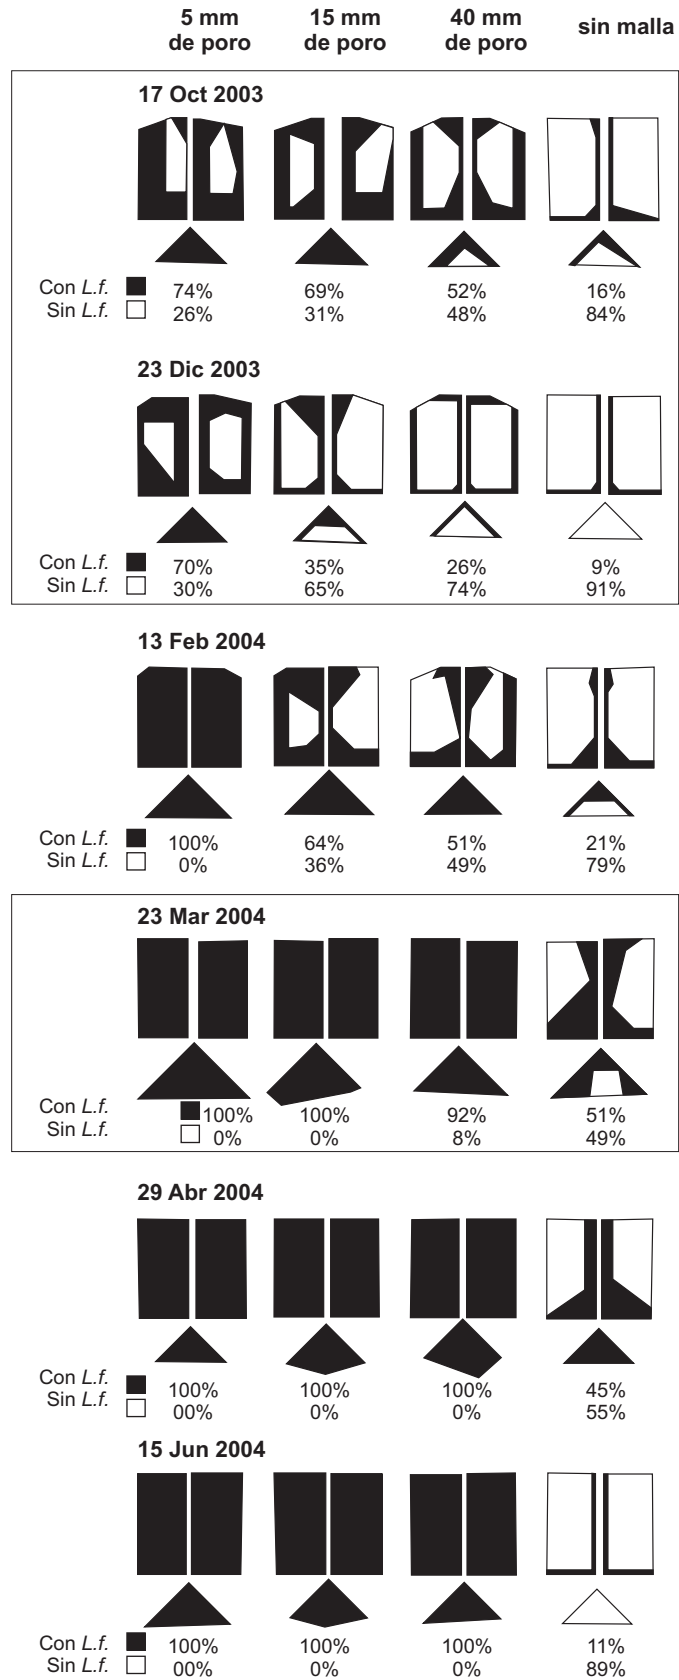 5 mm de poro 15 mm de poro 40 mm de poro sin malla
17 Oct 2003
Con L.f. 74% 69% 52% 16%
Sin L.f. 26% 31% 48% 84%
23 Dic 2003
Con L.f. 70% 35% 26% 9%
Sin L.f. 30% 65% 74% 91%
13 Feb 2004
Con L.f. 100% 64% 51% 21%
Sin L.f. 0% 36% 49% 79%
23 Mar 2004
Con L.f. 100% 100% 92% 51%
Sin L.f. 0% 0% 8% 49%
29 Abr 2004
Con L.f. 100% 100% 100% 45%
Sin L.f. 00% 0% 0% 55%
15 Jun 2004
Con L.f. 100% 100% 100% 11%
Sin L.f. 00% 0% 0% 89%